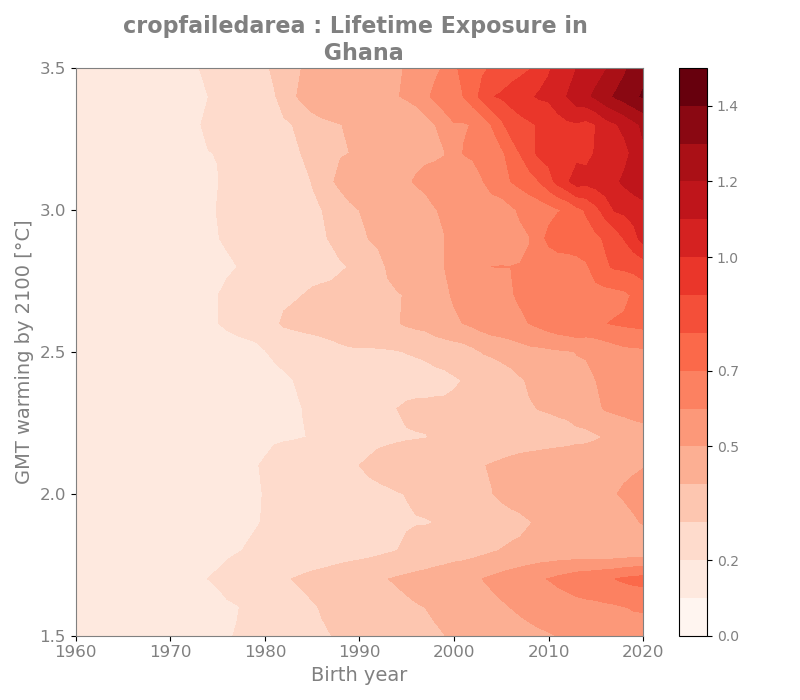 cropfailedarea : Lifetime Exposure in
Ghana
GMT warming by 2100 [°C]
3.5
3.0
2.5
2.0
1.5
1960 1970 1980 1990 2000 2010 2020
Birth year
1.4
1.2
1.0
0.7
0.5
0.2
0.0